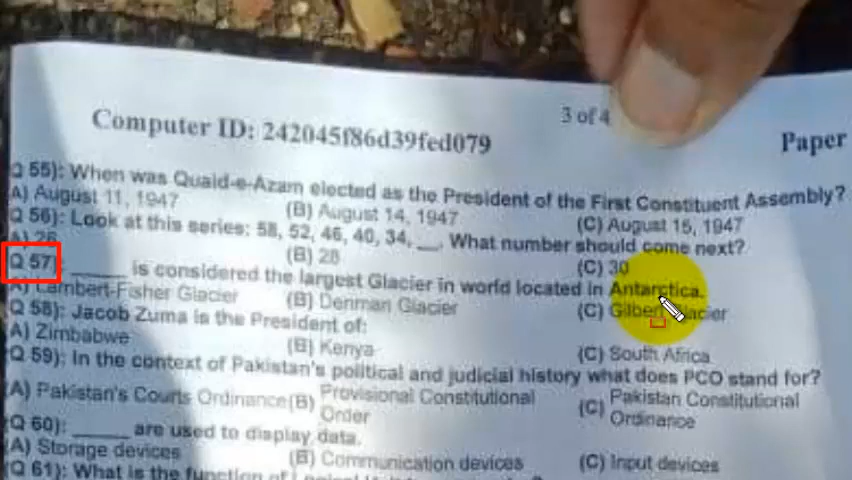 3 of 4
Computer ID: 242045f86d39fed079
Paper
Q 55): When was Quaid-e-Azam elected as the President of the First Constituent Assembly?
A) August 11, 1947 (B) August 14, 1947 (C) August 15, 1947
Q 56): Look at this series: 58, 52, 46, 40, 34, __. What number should come next?
A) 26 (B) 28 (C) 30
Q 57): _____ is considered the largest Glacier in world located in Antarctica.
A) Lambert-Fisher Glacier (B) Denman Glacier (C) Gilbert Glacier
Q 58): Jacob Zuma is the President of:
A) Zimbabwe (B) Kenya (C) South Africa
Q 59): In the context of Pakistan's political and judicial history what does PCO stand for?
(A) Pakistan's Courts Ordinance (B) Provisional Constitutional Order (C) Pakistan Constitutional Ordinance
(Q 60): _____ are used to display data.
(A) Storage devices (B) Communication devices (C) Input devices
(Q 61): What is the function of